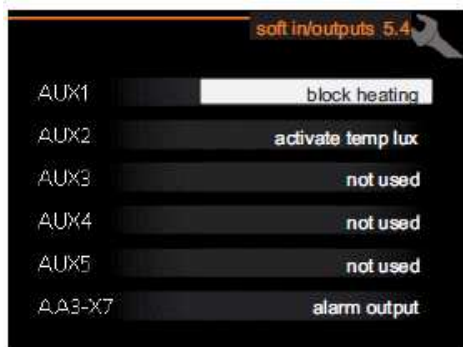 soft in/outputs 5.4
AUX1 block heating
AUX2 activate temp lux
AUX3 not used
AUX4 not used
AUX5 not used
AA3-X7 alarm output